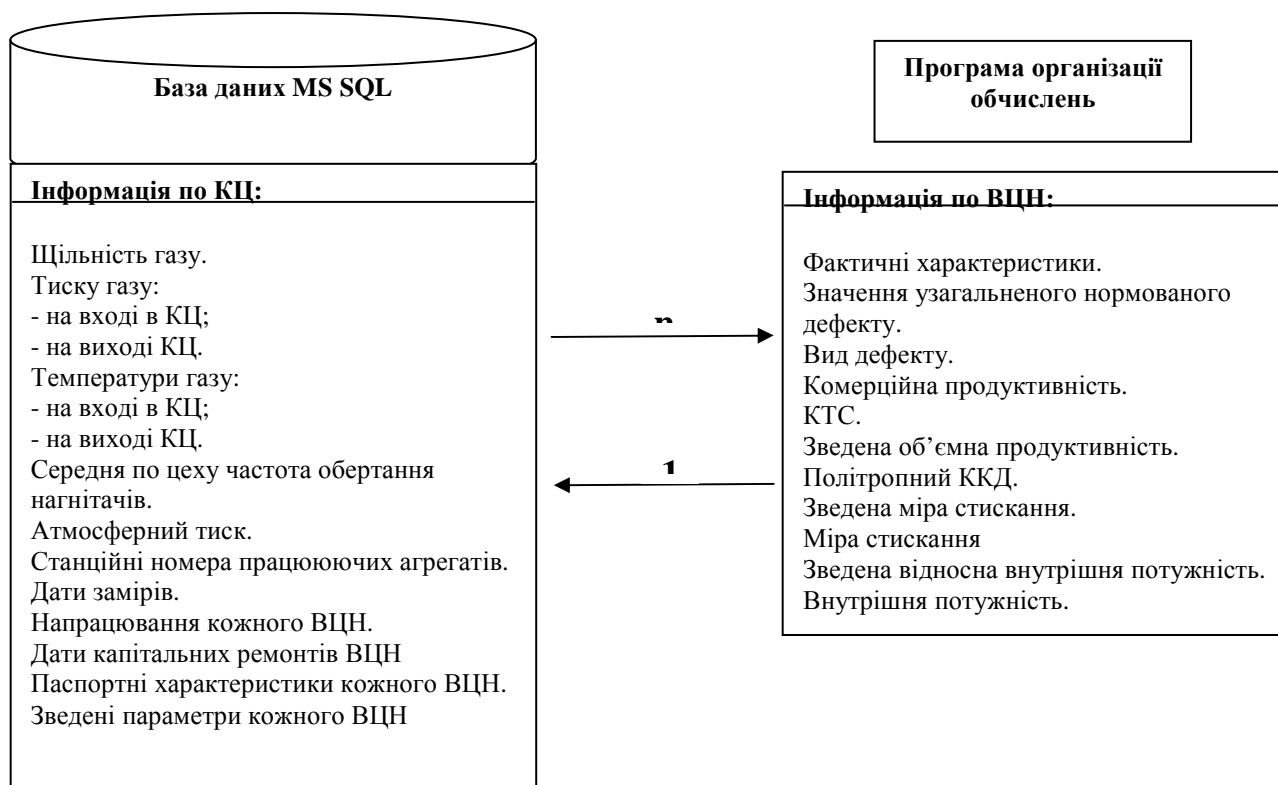 База даних MS SQL
Інформація по КЦ:
Щільність газу.
Тиску газу:
- на вході в КЦ;
- на виході КЦ.
Температури газу:
- на вході в КЦ;
- на виході КЦ.
Середня по цеху частота обертання
нагнітачів.
Атмосферний тиск.
Станційні номера працююючих агрегатів.
Дати замірів.
Напрацювання кожного ВЦН.
Дати капітальних ремонтів ВЦН
Паспортні характеристики кожного ВЦН.
Зведені параметри кожного ВЦН
1
Програма організації
обчислень
Інформація по ВЦН:
Фактичні характеристики.
Значення узагальненого нормованого
дефекту.
Вид дефекту.
Комерційна продуктивність.
КТС.
Зведена об’ємна продуктивність.
Політропний ККД.
Зведена міра стискання.
Міра стискання
Зведена відносна внутрішня потужність.
Внутрішня потужність.